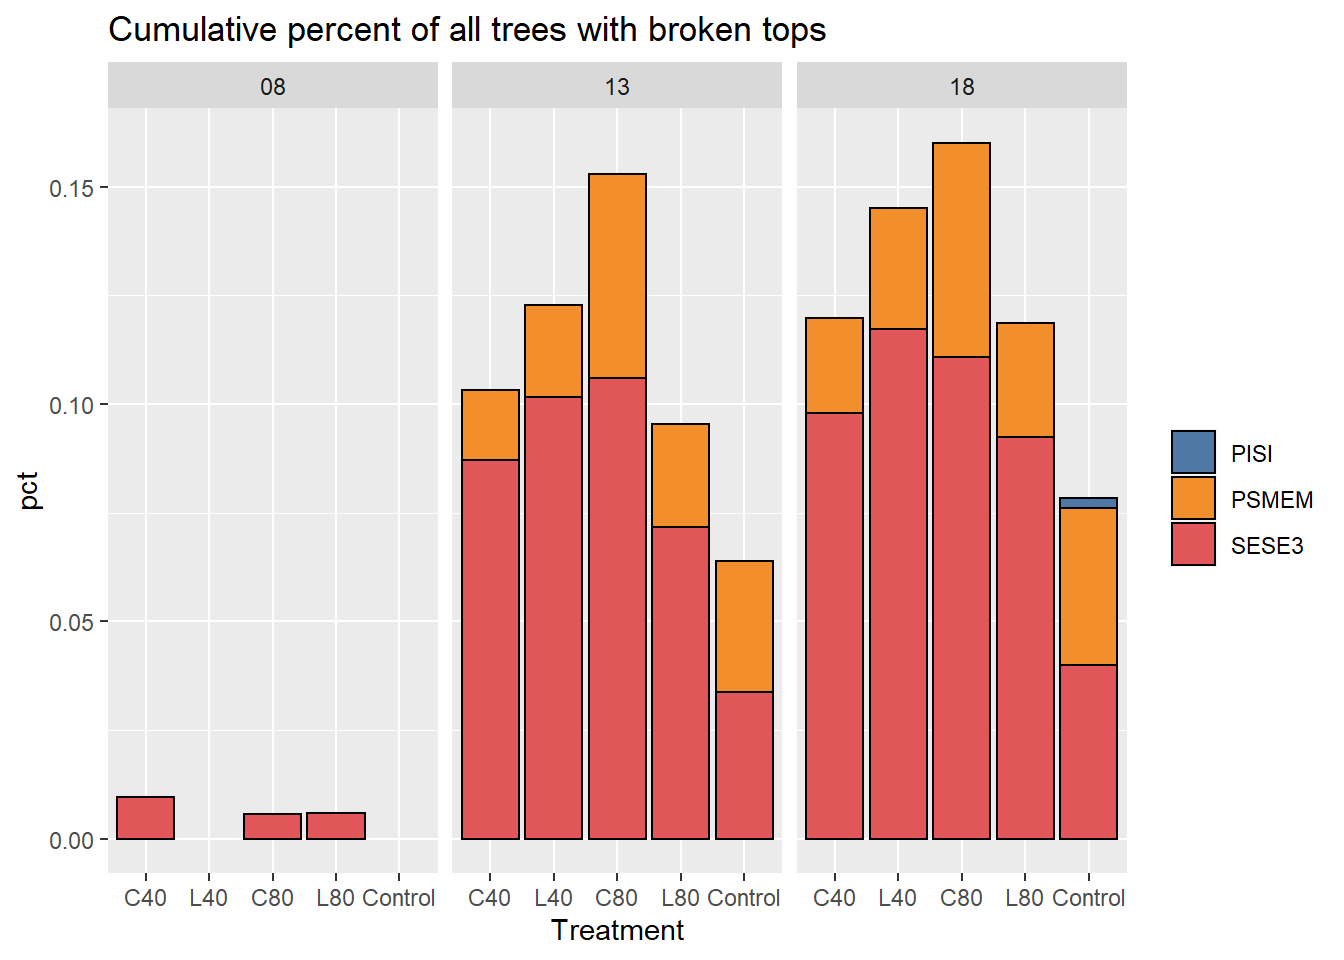 Cumulative percent of all trees with broken tops
08 13 18
0.15
0.10
0.05
0.00
pct
C40 L40 C80 L80 Control C40 L40 C80 L80 Control C40 L40 C80 L80 Control
Treatment
PISI
PSMEM
SESE3